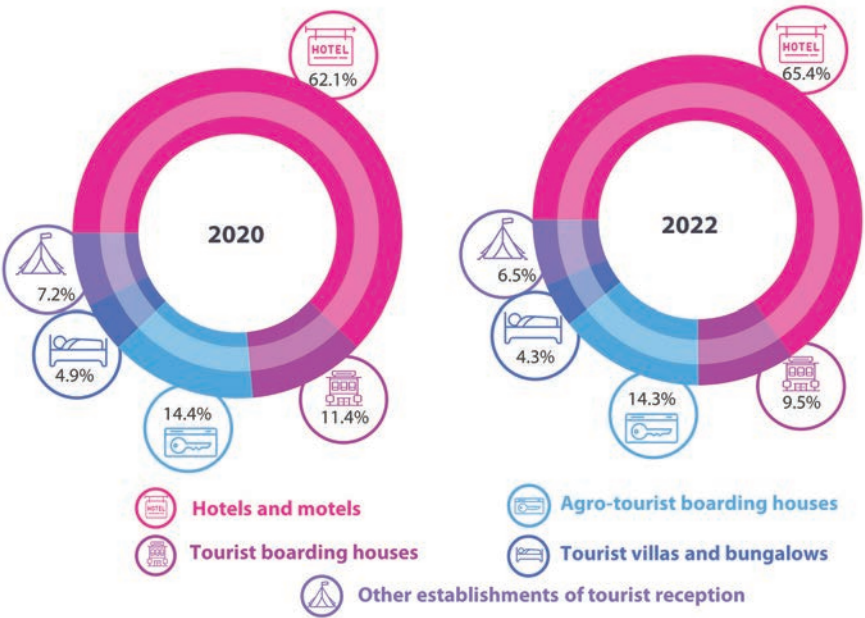 HOTEL
62.1%
2020
7.2%
4.9%
14.4%
11.4%
HOTEL
65.4%
2022
6.5%
4.3%
14.3%
9.5%
HOTEL
Hotels and motels
Tourist boarding houses
Agro-tourist boarding houses
Tourist villas and bungalows
Other establishments of tourist reception